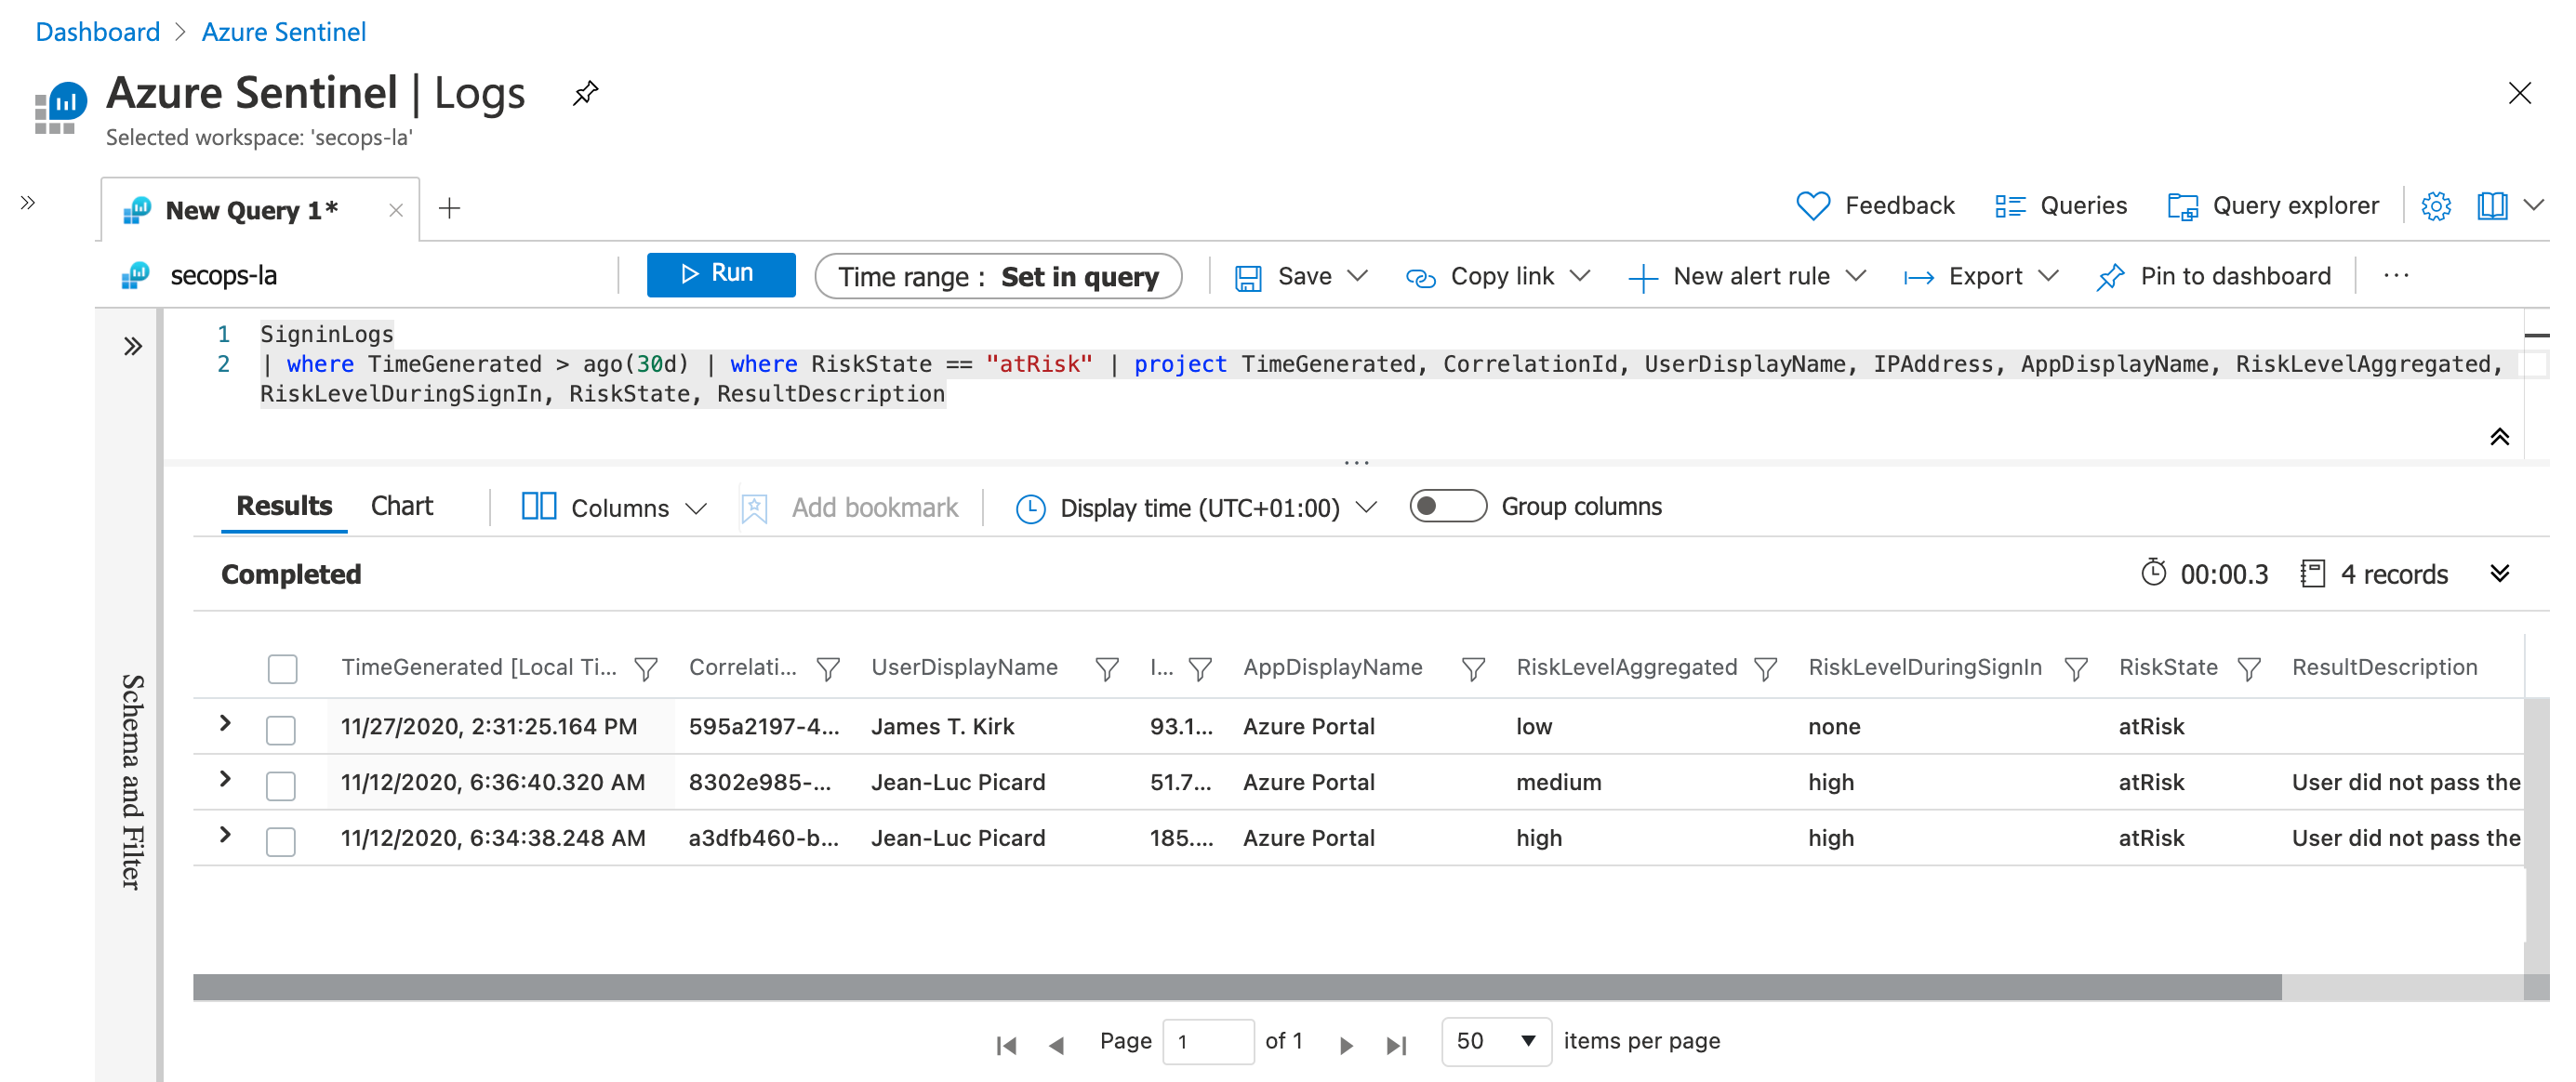 Dashboard > Azure Sentinel
Azure Sentinel | Logs
Selected workspace: 'secops-la'
New Query 1*
Feedback Queries Query explorer
secops-la Run Time range : Set in query Save Copy link New alert rule Export Pin to dashboard ...
1 SigninLogs
2 | where TimeGenerated > ago(30d) | where RiskState == "atRisk" | project TimeGenerated, CorrelationId, UserDisplayName, IPAddress, AppDisplayName, RiskLevelAggregated,
RiskLevelDuringSignIn, RiskState, ResultDescription
Results Chart Columns Add bookmark Display time (UTC+01:00) Group columns
Completed 00:00.3 4 records
Schema and Filter
TimeGenerated [Local Ti... Correlati... UserDisplayName I... AppDisplayName RiskLevelAggregated RiskLevelDuringSignIn RiskState ResultDescription
11/27/2020, 2:31:25.164 PM 595a2197-4... James T. Kirk 93.1... Azure Portal low none atRisk
11/12/2020, 6:36:40.320 AM 8302e985-... Jean-Luc Picard 51.7... Azure Portal medium high atRisk User did not pass the
11/12/2020, 6:34:38.248 AM a3dfb460-b... Jean-Luc Picard 185.... Azure Portal high high atRisk User did not pass the
Page 1 of 1 50 items per page